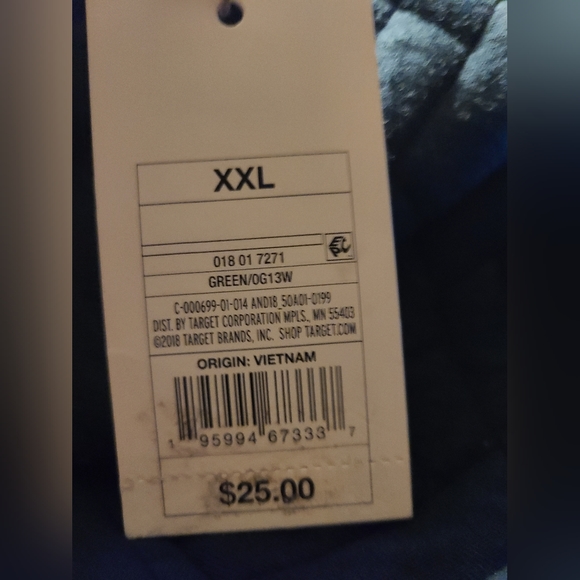 XXL
018 01 7271
GREEN/0G13W
C-000699-01-014 AND18_50A01-0199
DIST. BY TARGET CORPORATION MPLS., MN 55403
©2018 TARGET BRANDS, INC. SHOP TARGET.COM
ORIGIN: VIETNAM
1 95994 67333 7
$25.00